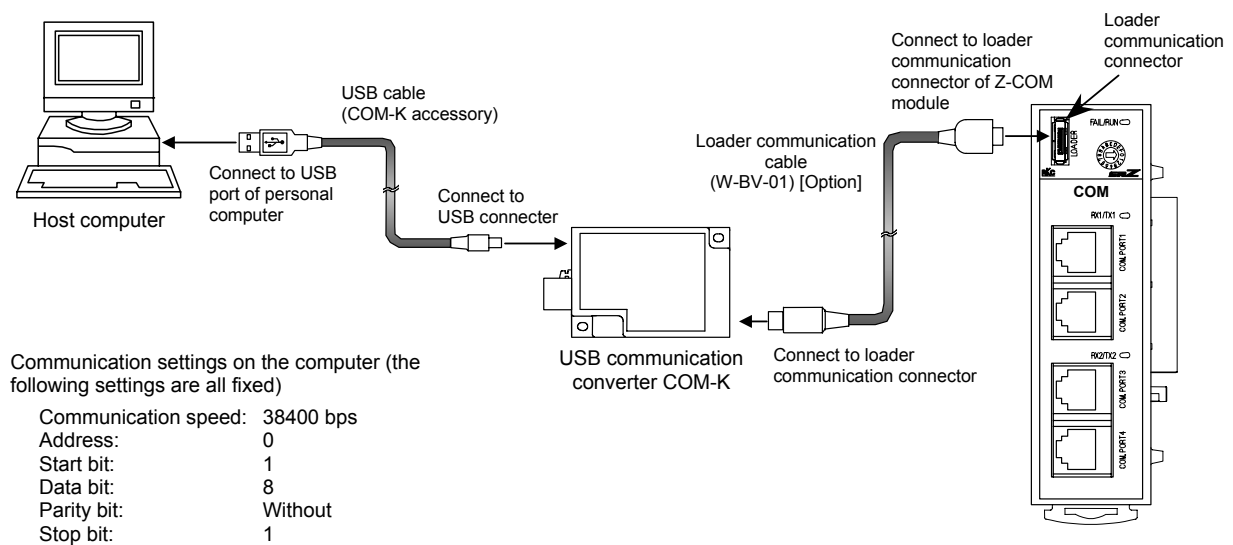 Loader
communication
connector
Connect to loader
communication
connector of Z-COM
module
USB cable
(COM-K accessory)
Loader communication
cable
(W-BV-01) [Option]
Connect to USB
port of personal
computer
Host computer
Connect to
USB connecter
USB communication
converter COM-K
Connect to loader
communication connector
FAIL/RUN
LOADER
RKC
SRZ
COM
RX1/TX1
COM.PORT1
COM.PORT2
RX2/TX2
COM.PORT3
COM.PORT4
Communication settings on the computer (the
following settings are all fixed)
Communication speed: 38400 bps
Address: 0
Start bit: 1
Data bit: 8
Parity bit: Without
Stop bit: 1